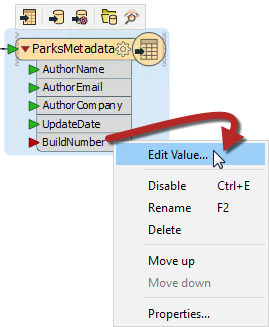 ParksMetadata
AuthorName
AuthorEmail
AuthorCompany
UpdateDate
BuildNumber
Edit Value...
Disable Ctrl+E
Rename F2
Delete
Move up
Move down
Properties...